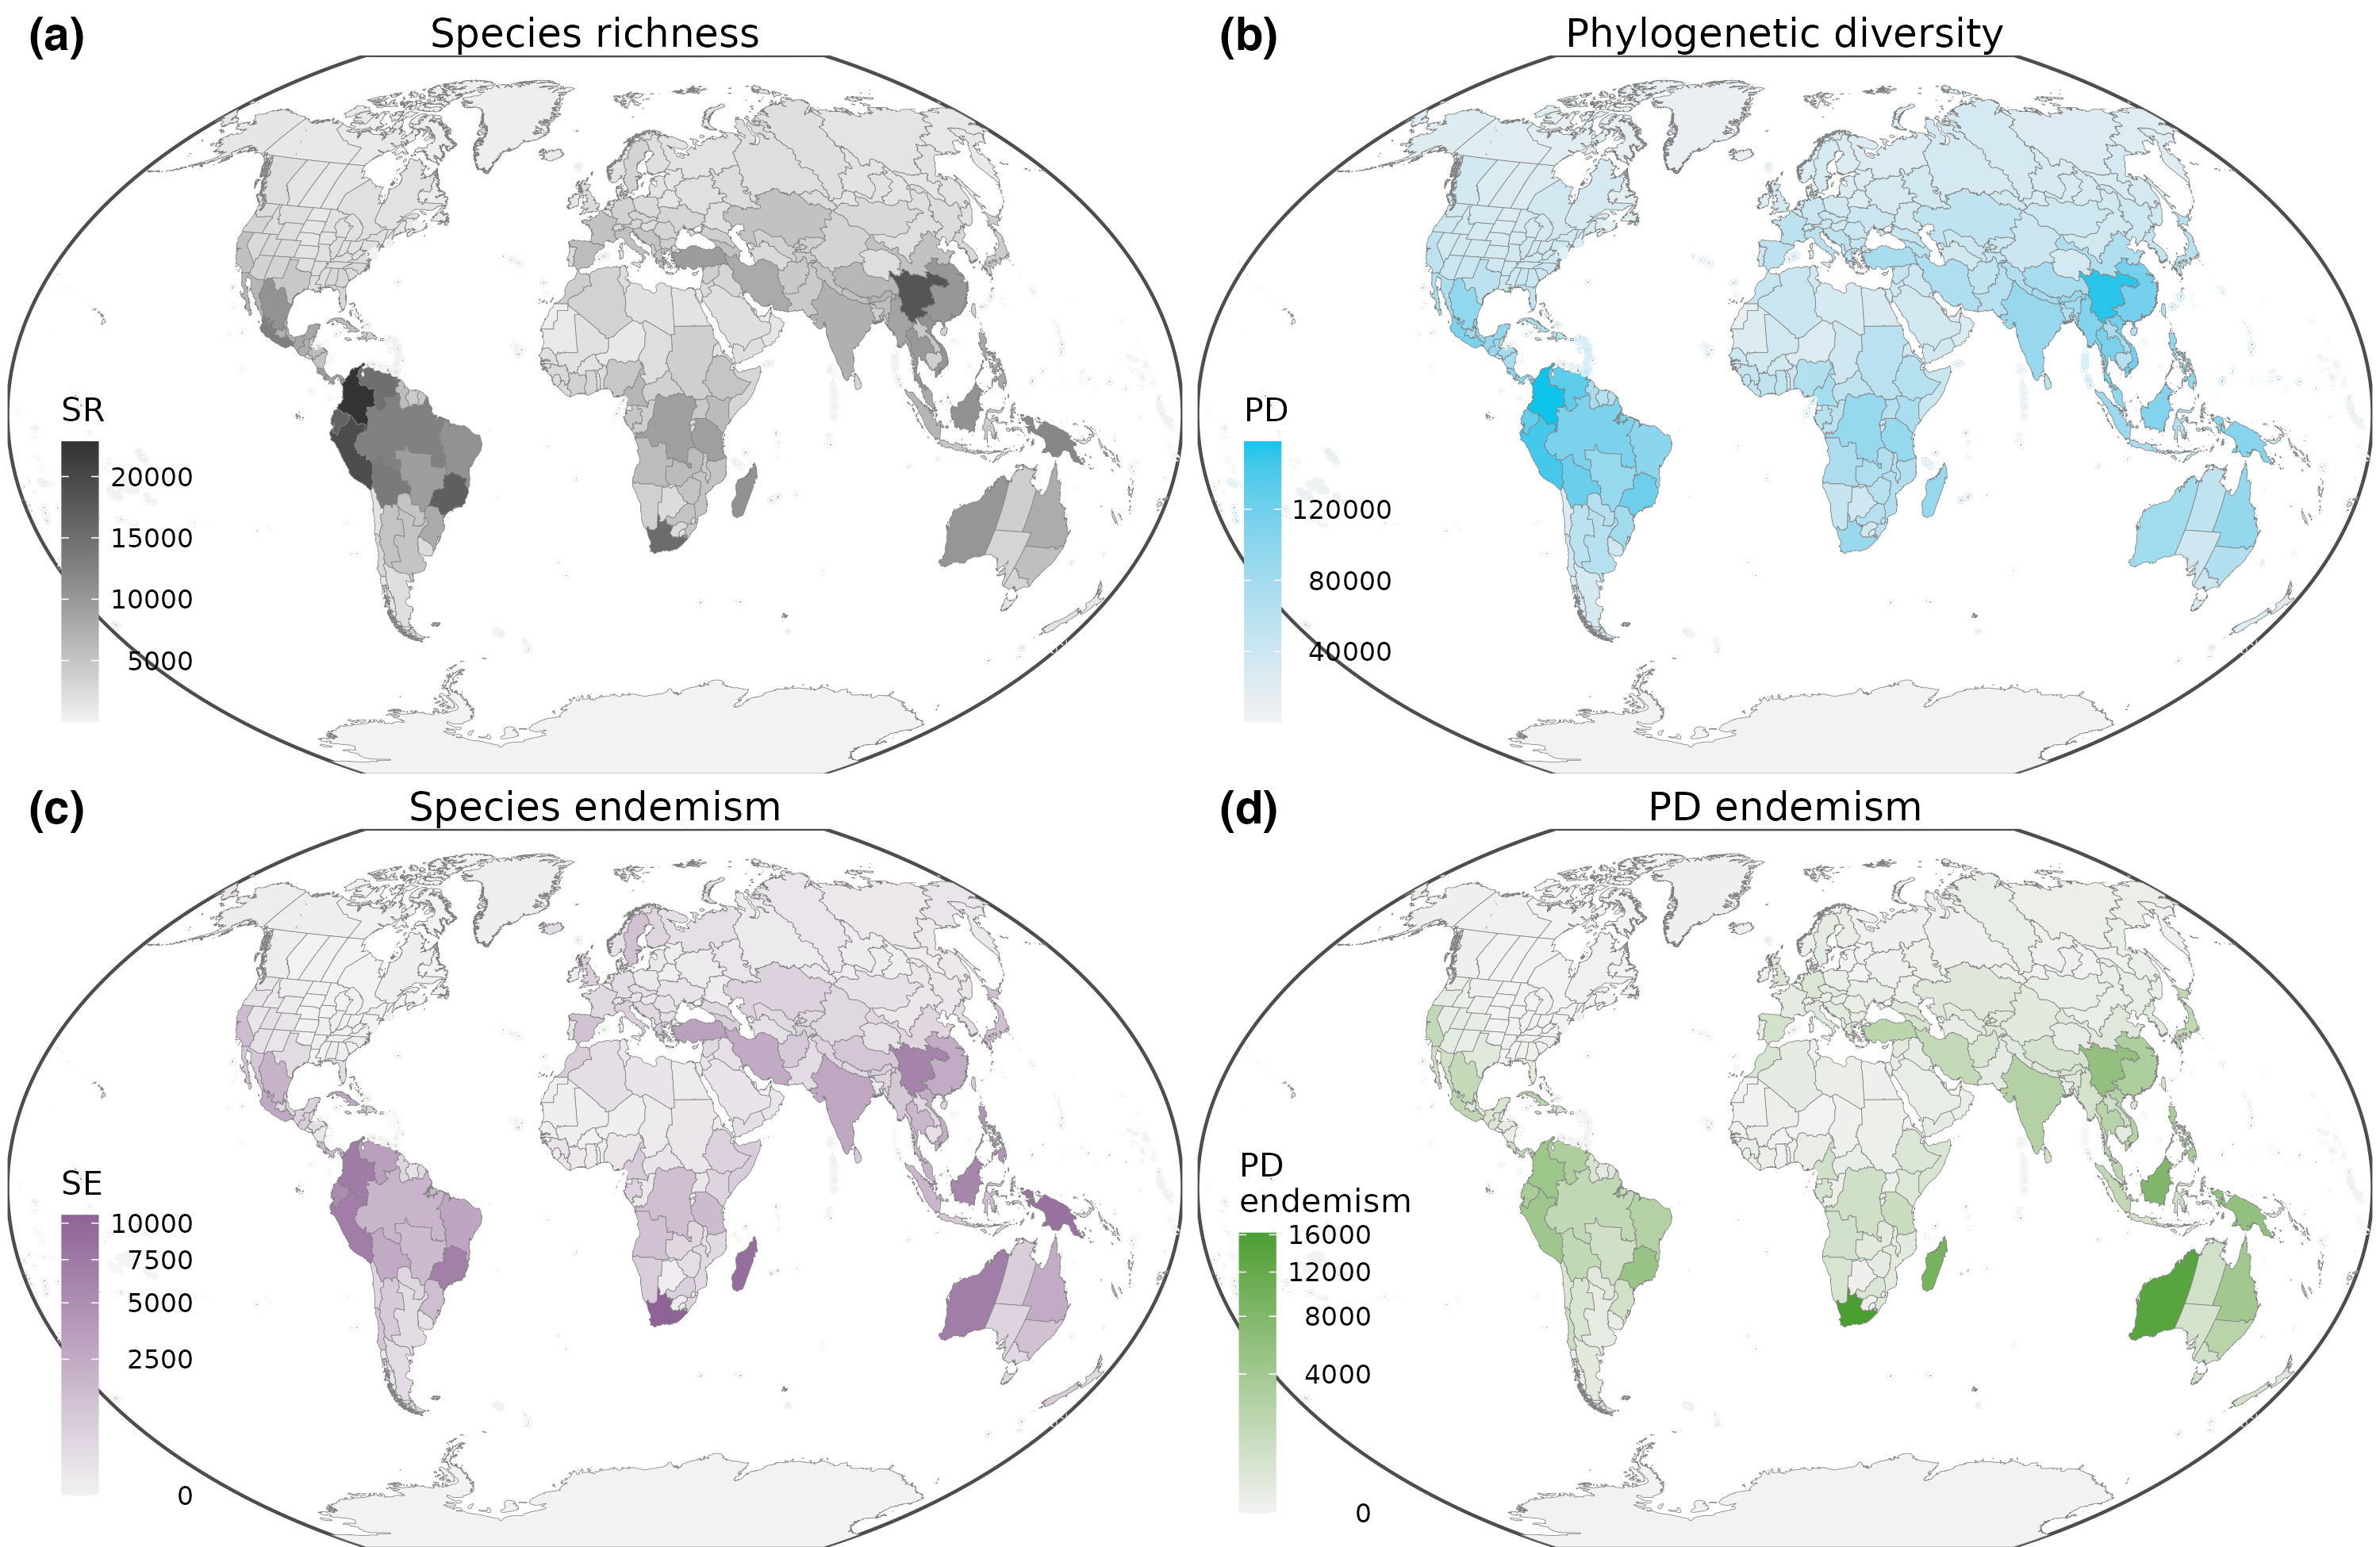 (a)
Species richness
SR
20000
15000
10000
5000
(b)
Phylogenetic diversity
PD
120000
80000
40000
(c)
Species endemism
SE
10000
7500
5000
2500
0
(d)
PD endemism
PD
endemism
16000
12000
8000
4000
0